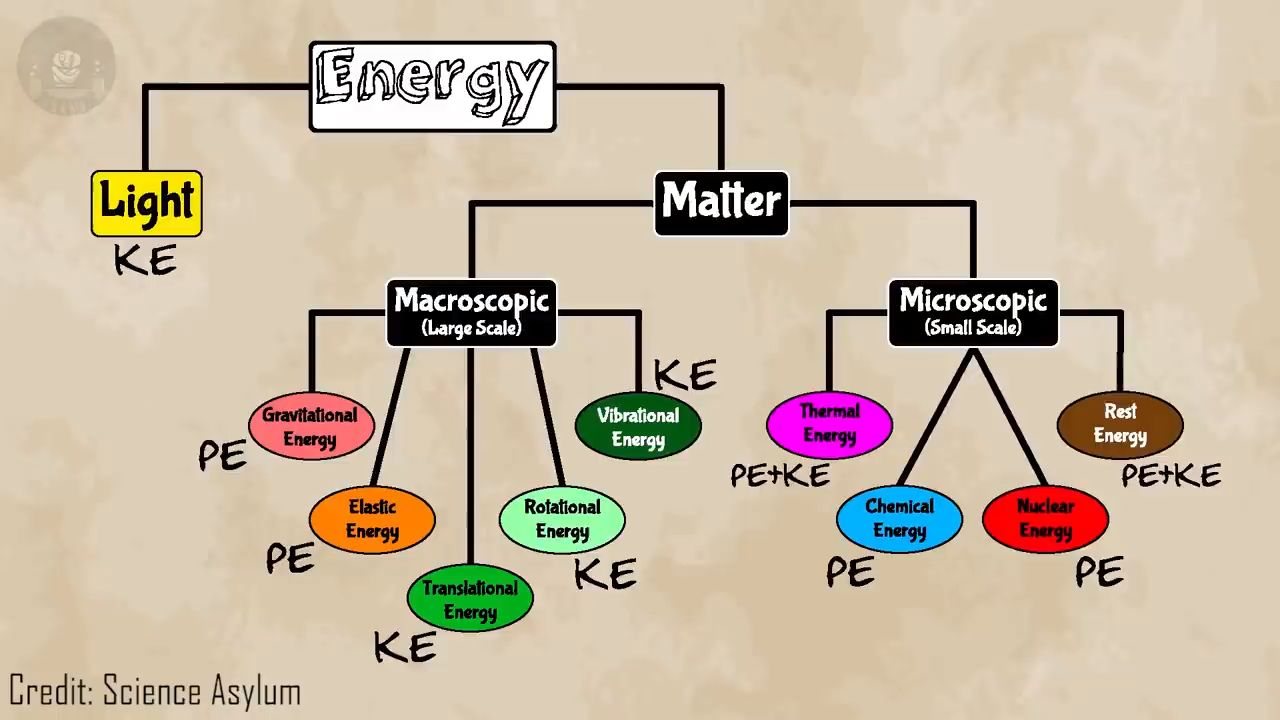 Energy
Light
KE
Matter
Macroscopic
(Large Scale)
Microscopic
(Small Scale)
KE
Gravitational
Energy
PE
Vibrational
Energy
Thermal
Energy
PE+KE
Rest
Energy
PE+KE
Elastic
Energy
PE
Rotational
Energy
KE
Chemical
Energy
PE
Nuclear
Energy
PE
Translational
Energy
KE
Credit: Science Asylum